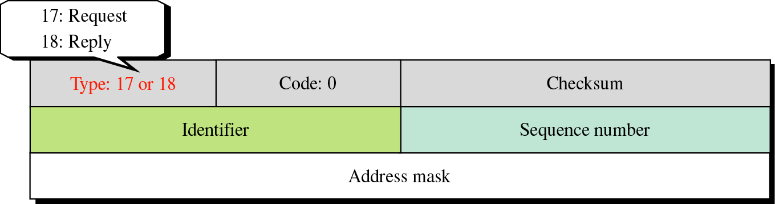 17: Request
18: Reply
Type: 17 or 18
Code: 0
Checksum
Identifier
Sequence number
Address mask